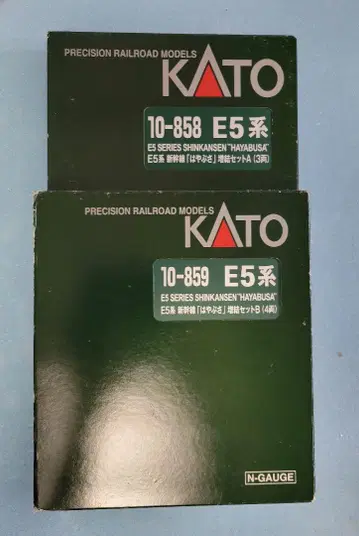 PRECISION RAILROAD MODELS
KATO
10-858 E5系
E5 SERIES SHINKANSEN "HAYABUSA"
E5系 新幹線「はやぶさ」増結セットA (3両)
PRECISION RAILROAD MODELS
KATO
10-859 E5系
E5 SERIES SHINKANSEN "HAYABUSA"
E5系 新幹線「はやぶさ」増結セットB (4両)
N-GAUGE